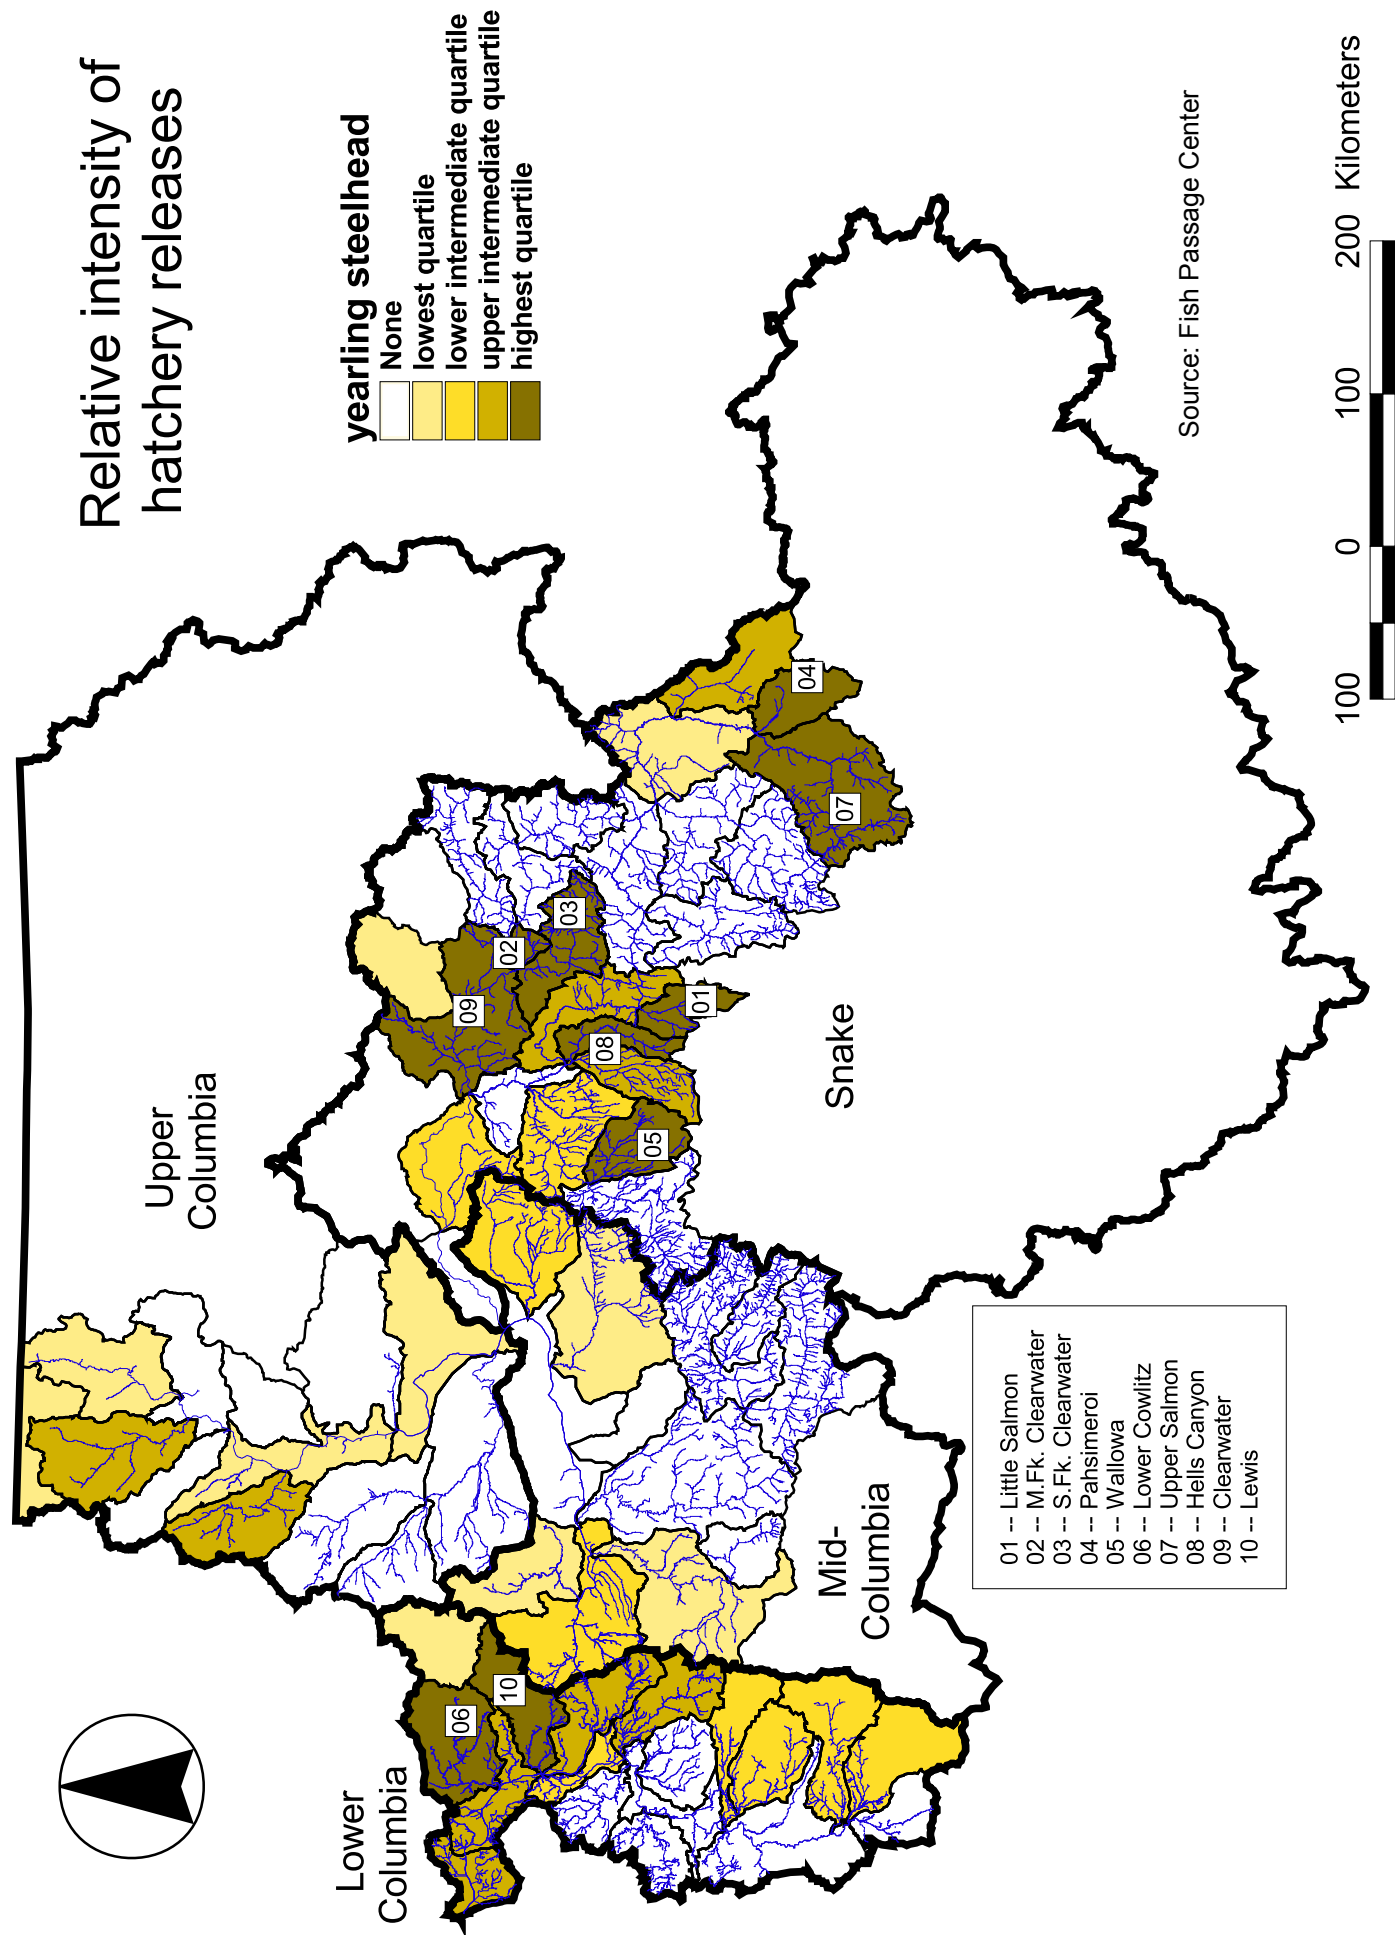 Relative intensity of
hatchery releases
yearling steelhead
None
lowest quartile
lower intermediate quartile
upper intermediate quartile
highest quartile
Upper
Columbia
Lower
Columbia
Mid-
Columbia
Snake
01
02
03
04
05
06
07
08
09
10
01 -- Little Salmon
02 -- M.Fk. Clearwater
03 -- S.Fk. Clearwater
04 -- Pahsimeroi
05 -- Wallowa
06 -- Lower Cowlitz
07 -- Upper Salmon
08 -- Hells Canyon
09 -- Clearwater
10 -- Lewis
Source: Fish Passage Center
100 0 100 200 Kilometers